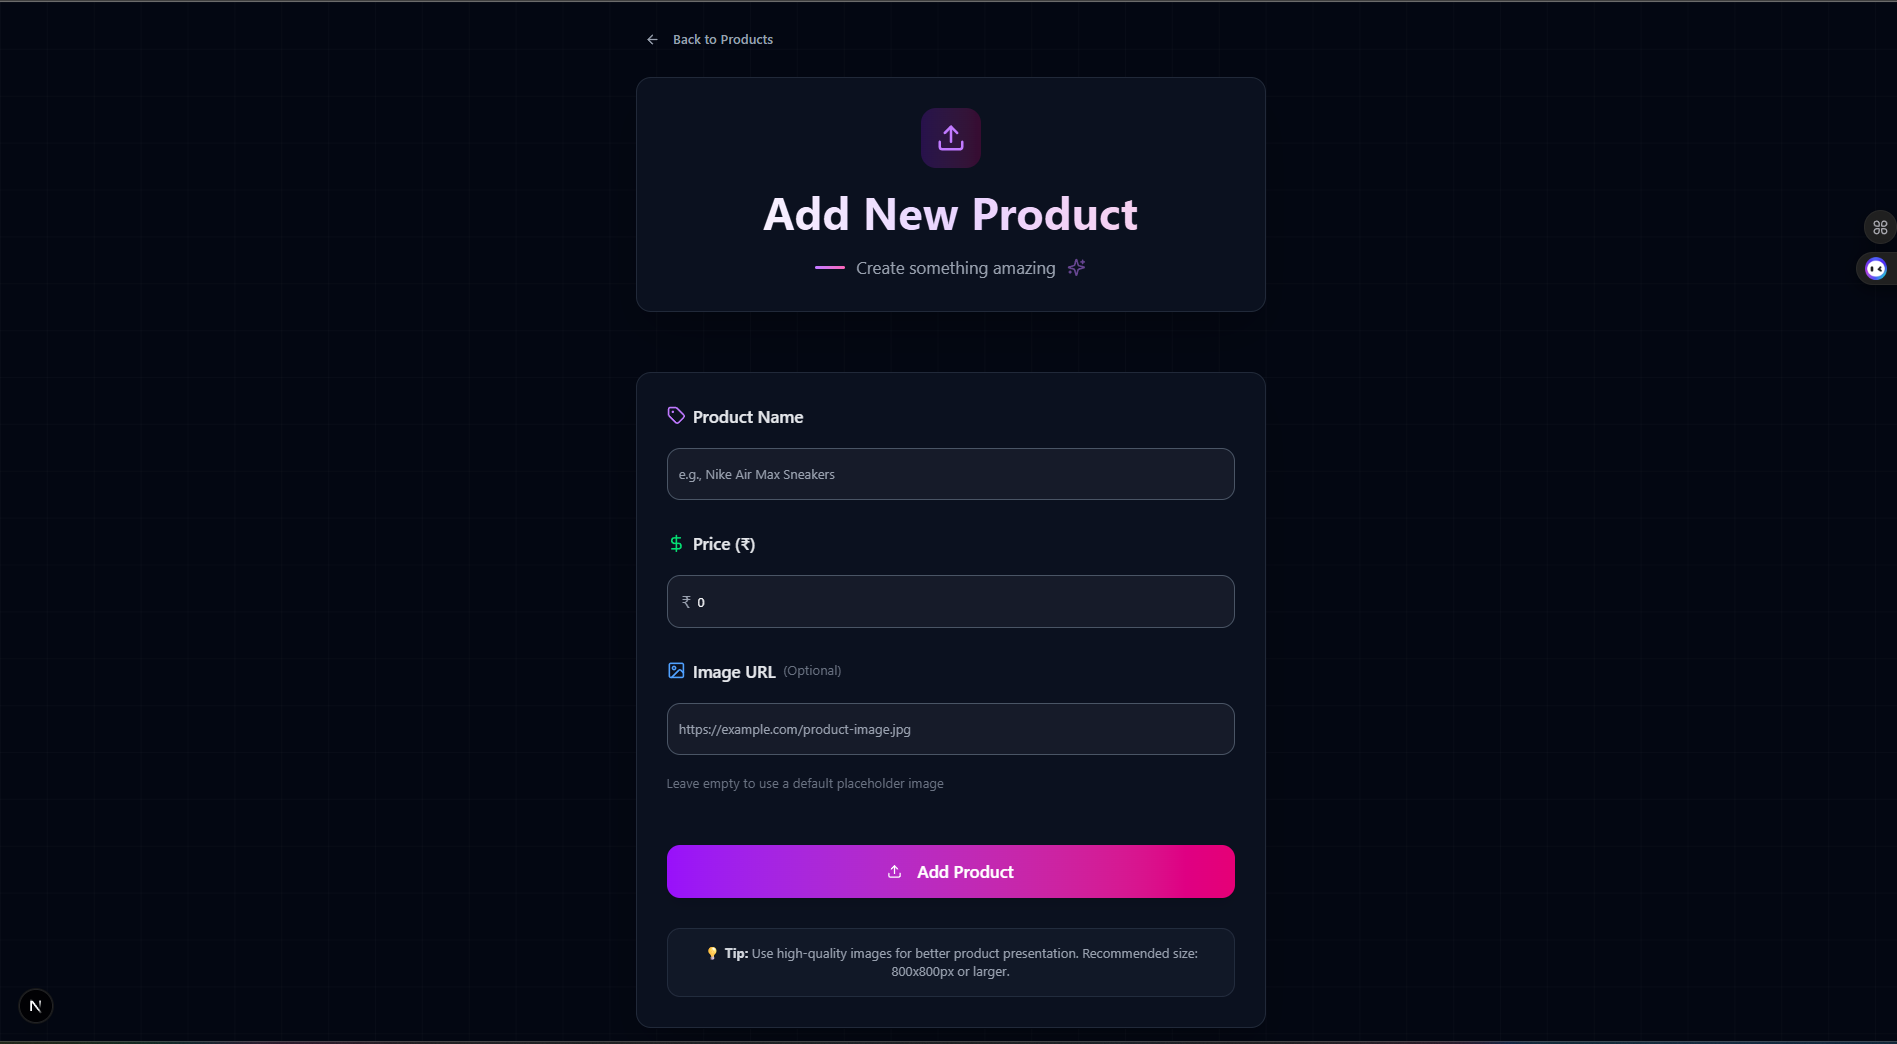 Back to Products
Add New Product
Create something amazing
Product Name
e.g., Nike Air Max Sneakers
Price (₹)
₹ 0
Image URL (Optional)
https://example.com/product-image.jpg
Leave empty to use a default placeholder image
Add Product
Tip: Use high-quality images for better product presentation. Recommended size:
800x800px or larger.
N